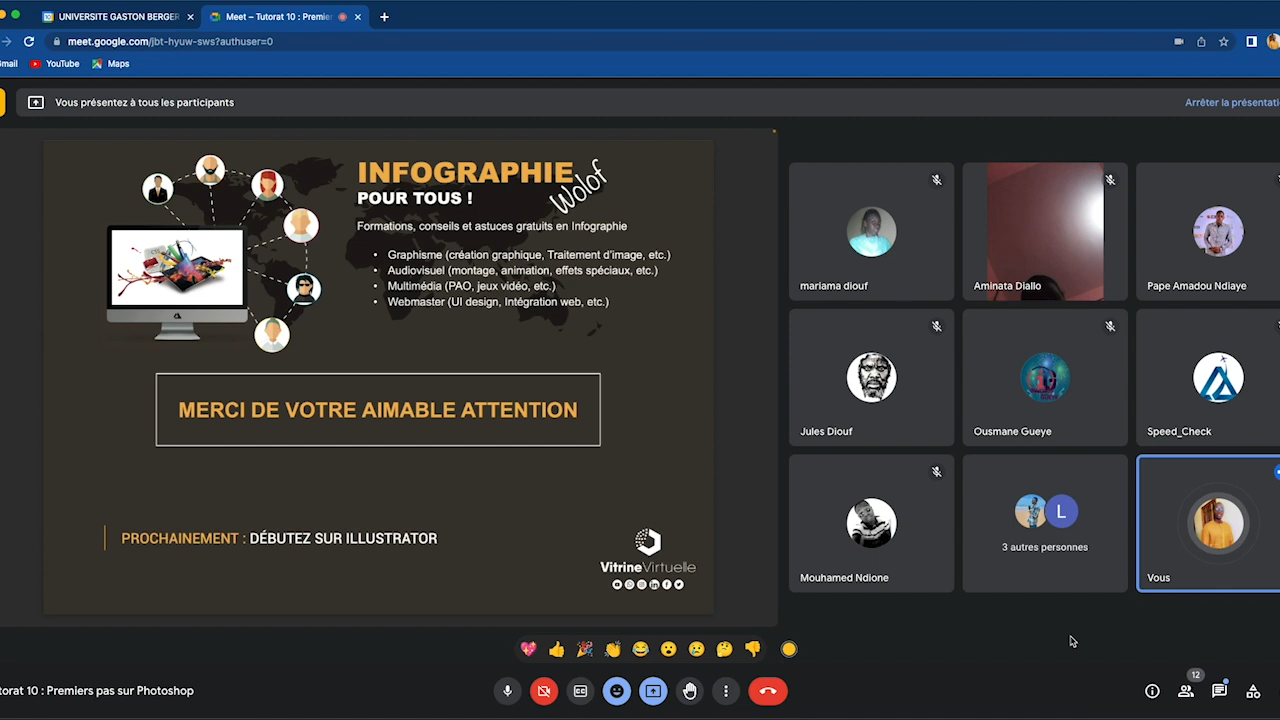 UNIVERSITE GASTON BERGER
Meet – Tutorat 10 : Premier
meet.google.com/jbt-hyuw-sws?authuser=0
Gmail
YouTube
Maps
Vous présentez à tous les participants
Arrêter la présentati
INFOGRAPHIE
Wolof
POUR TOUS !
Formations, conseils et astuces gratuits en Infographie
• Graphisme (création graphique, Traitement d'image, etc.)
• Audiovisuel (montage, animation, effets spéciaux, etc.)
• Multimédia (PAO, jeux vidéo, etc.)
• Webmaster (UI design, Intégration web, etc.)
MERCI DE VOTRE AIMABLE ATTENTION
PROCHAINEMENT : DÉBUTEZ SUR ILLUSTRATOR
VitrineVirtuelle
mariama diouf
Aminata Diallo
Pape Amadou Ndiaye
Jules Diouf
Ousmane Gueye
Speed_Check
Mouhamed Ndione
L
3 autres personnes
Vous
torat 10 : Premiers pas sur Photoshop
12